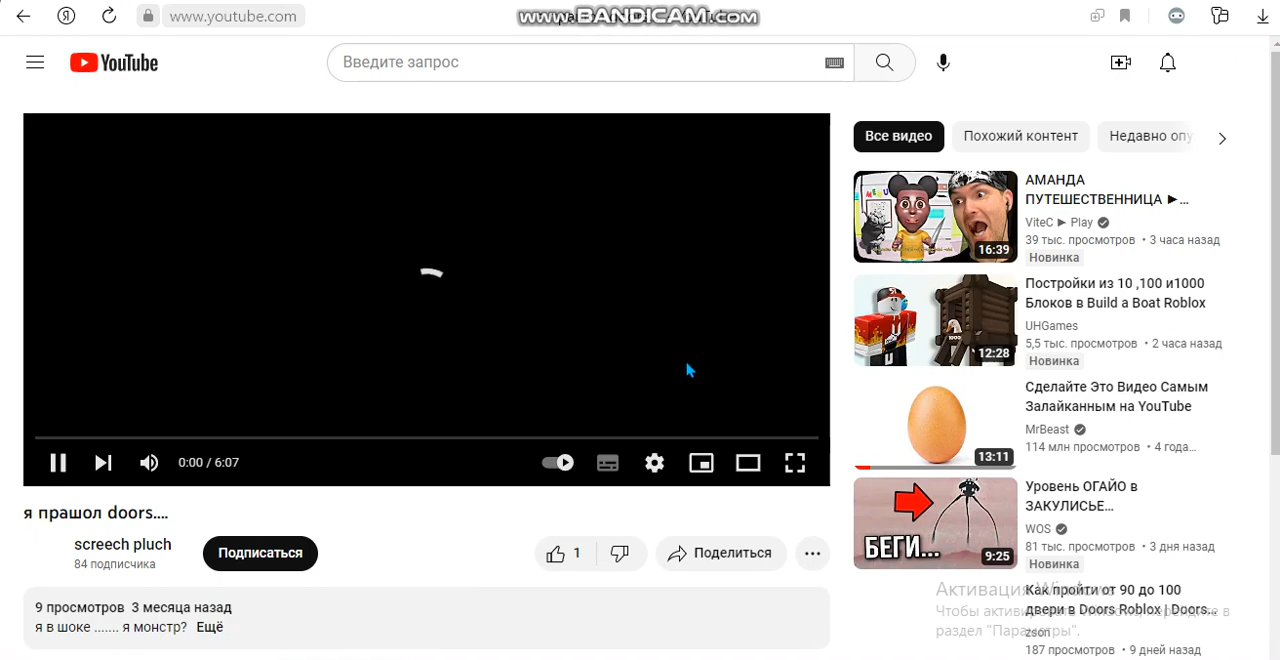 www.youtube.com
www.BANDICAM.com
YouTube
Введите запрос
0:00 / 6:07
я прашол doors....
screech pluch
84 подписчика
Подписаться
1
Поделиться
9 просмотров 3 месяца назад
я в шоке ....... я монстр? Ещё
Все видео
Похожий контент
Недавно опу
16:39
АМАНДА
ПУТЕШЕСТВЕННИЦА ►...
ViteC ► Play
39 тыс. просмотров • 3 часа назад
Новинка
12:28
Постройки из 10 ,100 и1000
Блоков в Build a Boat Roblox
UHGames
5,5 тыс. просмотров • 2 часа назад
Новинка
13:11
Сделайте Это Видео Самым
Залайканным на YouTube
MrBeast
114 млн просмотров • 4 года...
БЕГИ...
9:25
Уровень ОГАЙО в
ЗАКУЛИСЬЕ...
WOS
81 тыс. просмотров • 3 дня назад
Новинка
Как пройти от 90 до 100
двери в Doors Roblox | Doors...
zson
187 просмотров • 9 дней назад
Активация Windows
Чтобы активировать Windows, перейдите в
раздел "Параметры".